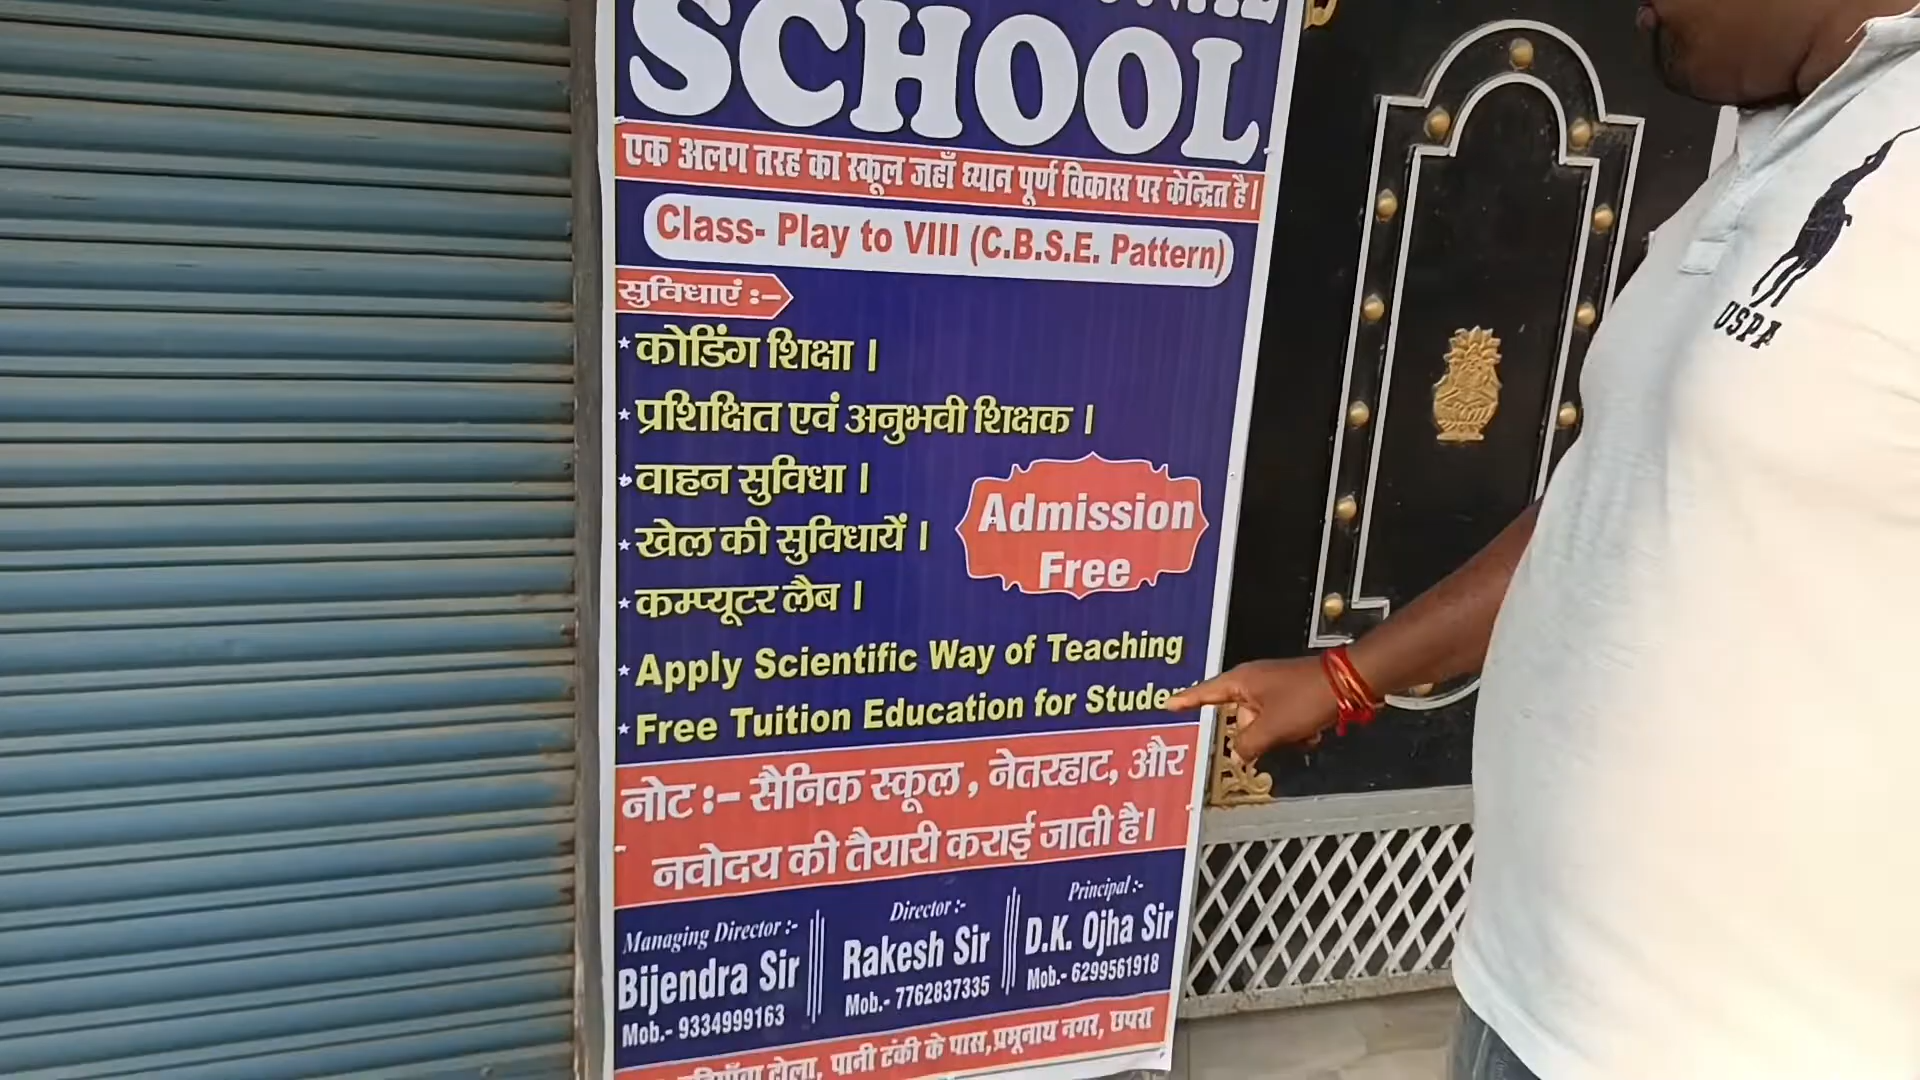 SCHOOL
एक अलग तरह का स्कूल जहाँ ध्यान पूर्ण विकास पर केन्द्रित है।
Class- Play to VIII (C.B.S.E. Pattern)
सुविधाएं :-
कोडिंग शिक्षा ।
प्रशिक्षित एवं अनुभवी शिक्षक ।
वाहन सुविधा ।
खेल की सुविधायें ।
Admission
Free
कम्प्यूटर लैब ।
Apply Scientific Way of Teaching
Free Tuition Education for
नोट :- सैनिक स्कूल , नेतरहाट, और
नवोदय की तैयारी कराई जाती है।
Managing Director :-
Bijendra Sir
Mob.- 9334999163
Director :-
Rakesh Sir
Mob.- 7762837335
Principal :-
D.K. Ojha Sir
Mob.- 6299561918
टोला, पानी टंकी के पास, प्रभूनाथ नगर, छपरा
USPA